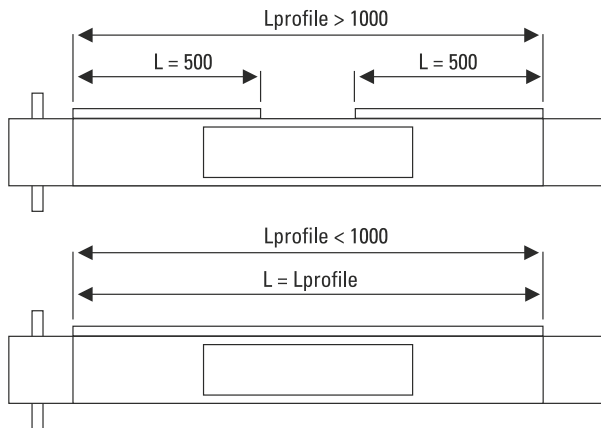 Lprofile > 1000
L = 500 L = 500
Lprofile < 1000
L = Lprofile